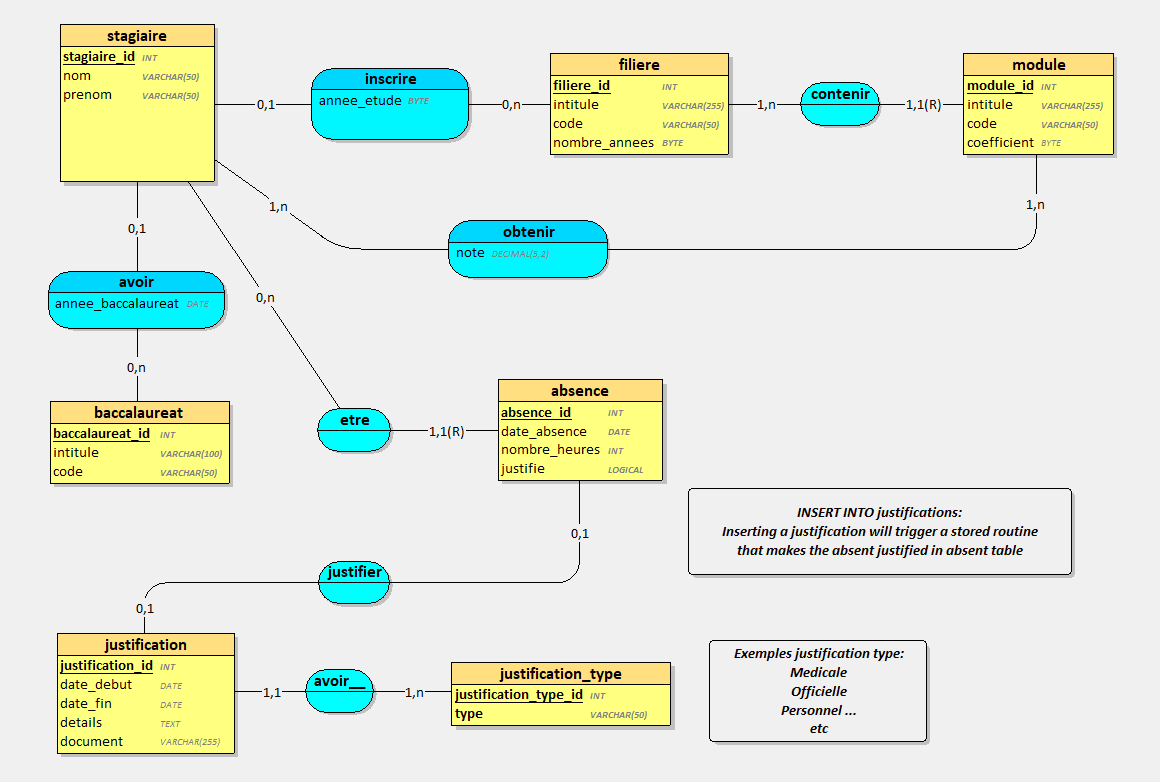 stagiaire
stagiaire_id INT
nom VARCHAR(50)
prenom VARCHAR(50)
0,1
inscrire
annee_etude BYTE
0,n
filiere
filiere_id INT
intitule VARCHAR(255)
code VARCHAR(50)
nombre_annees BYTE
1,n
contenir
1,1(R)
module
module_id INT
intitule VARCHAR(255)
code VARCHAR(50)
coefficient BYTE
1,n
obtenir
note DECIMAL(5,2)
1,n
0,1
avoir
annee_baccalaureat DATE
0,n
baccalaureat
baccalaureat_id INT
intitule VARCHAR(100)
code VARCHAR(50)
0,n
etre
1,1(R)
absence
absence_id INT
date_absence DATE
nombre_heures INT
justifie LOGICAL
0,1
justifier
0,1
justification
justification_id INT
date_debut DATE
date_fin DATE
details TEXT
document VARCHAR(255)
1,1
avoir__
1,n
justification_type
justification_type_id INT
type VARCHAR(50)
INSERT INTO justifications:
Inserting a justification will trigger a stored routine
that makes the absent justified in absent table
Exemples justification type:
Medicale
Officielle
Personnel ...
etc